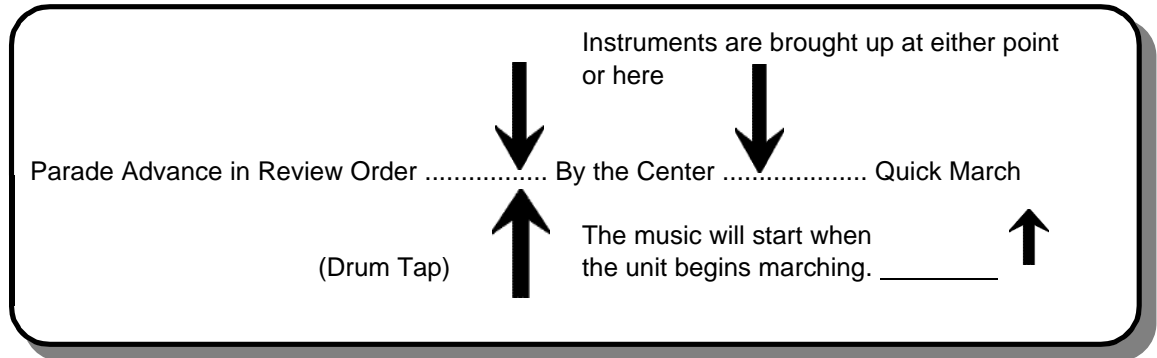 Instruments are brought up at either point
or here
Parade Advance in Review Order ................. By the Center .................... Quick March
The music will start when
(Drum Tap) the unit begins marching. ________